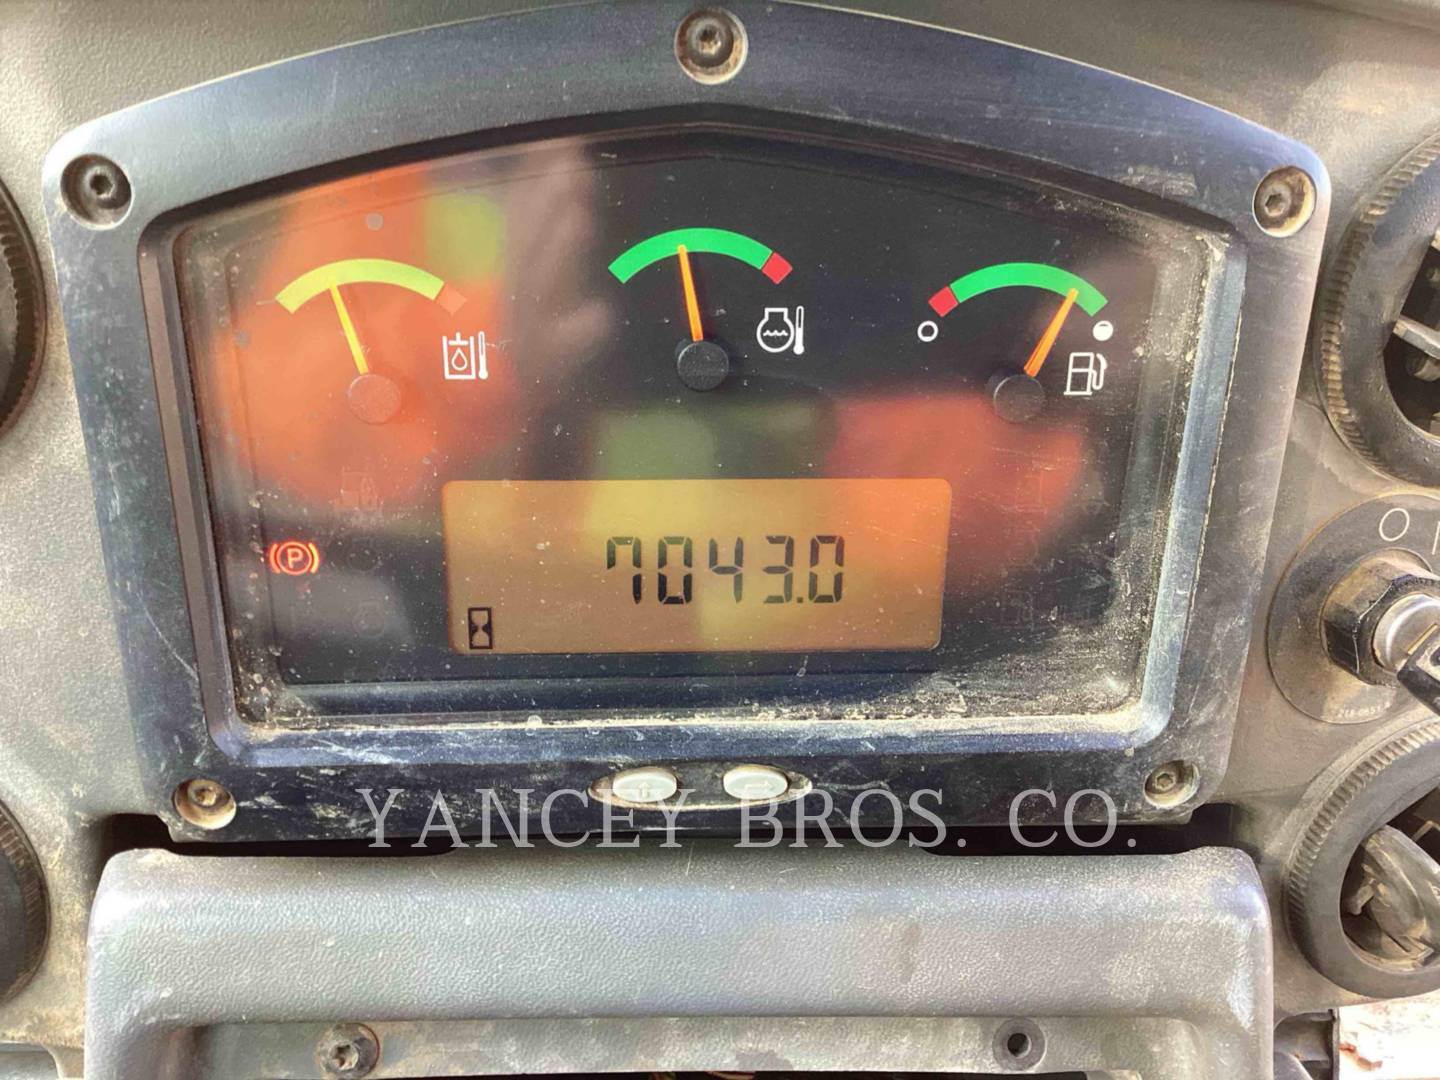 P
7043.0
O I
YANCEY BROS. CO.